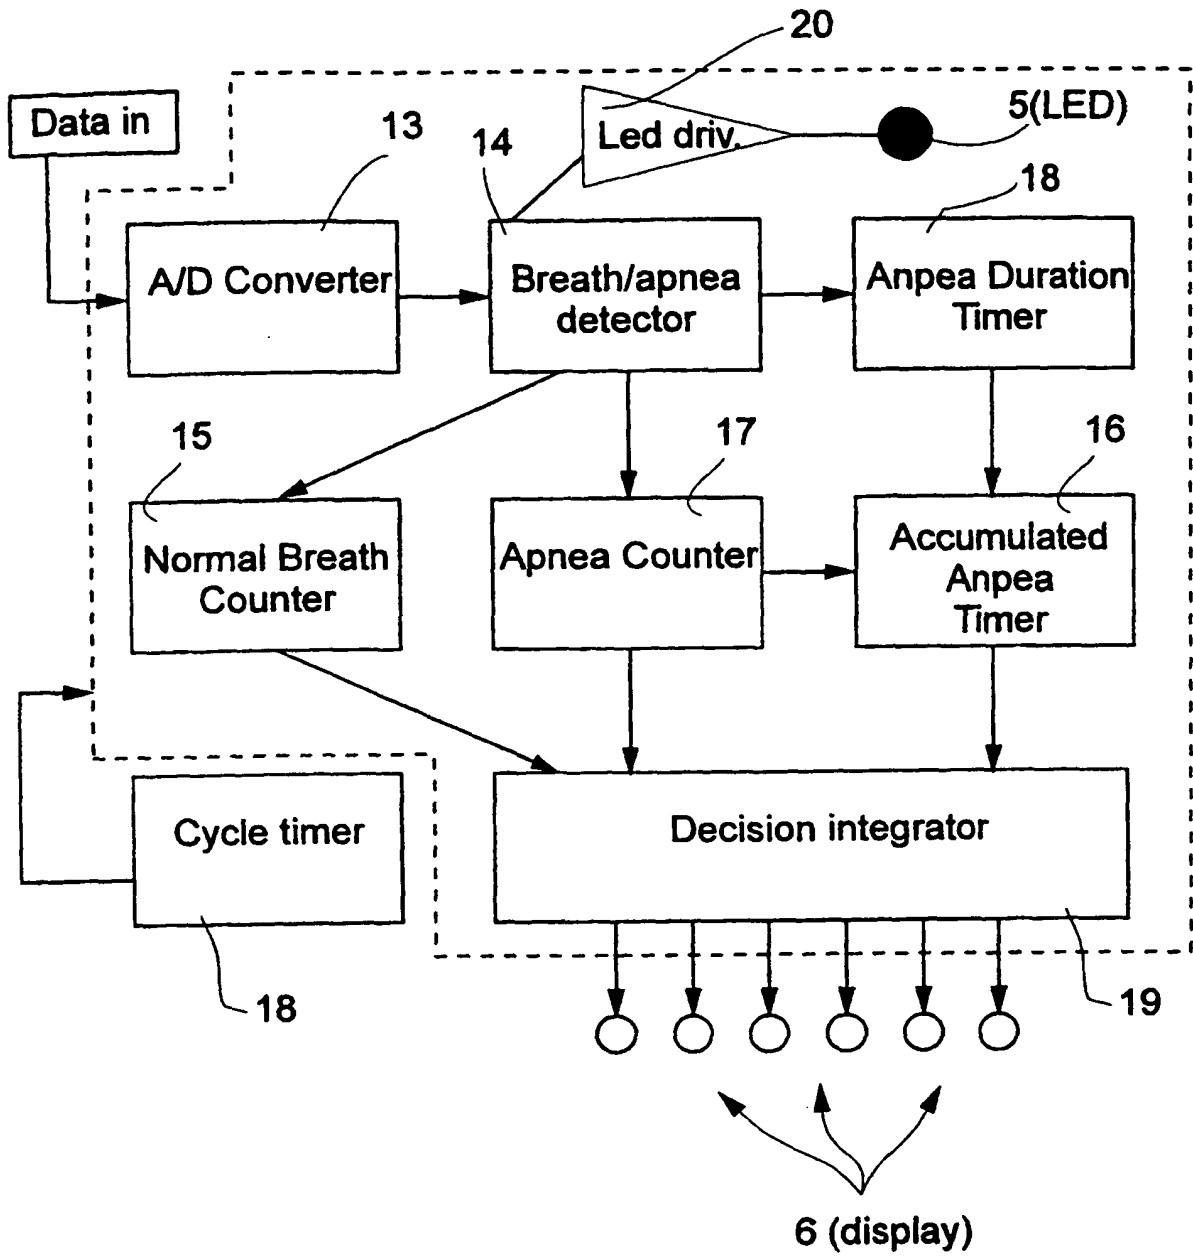 20
Data in
13
14
Led driv.
5(LED)
18
A/D Converter
Breath/apnea
detector
Anpea Duration
Timer
15
17
16
Normal Breath
Counter
Apnea Counter
Accumulated
Anpea
Timer
Cycle timer
Decision integrator
18
19
6 (display)